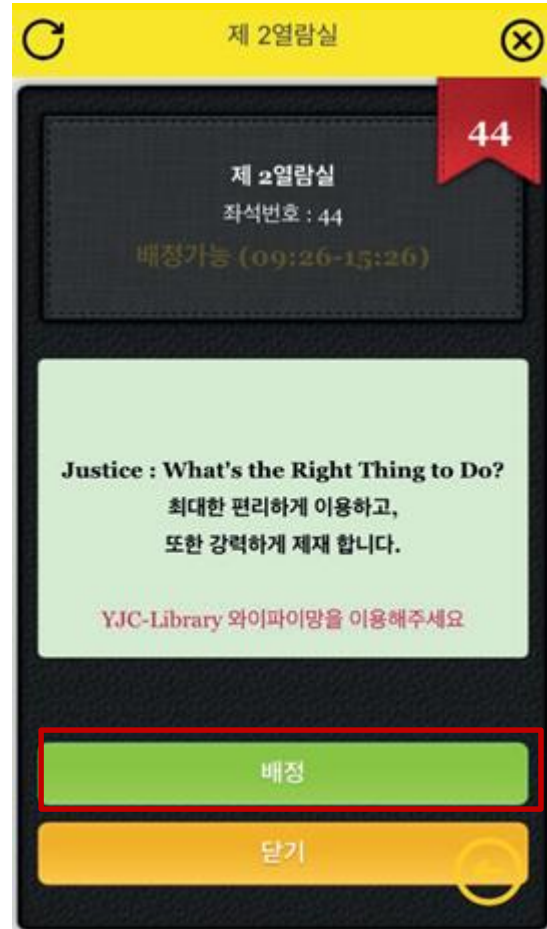 제 2열람실
44
제 2열람실
좌석번호 : 44
배정가능 (09:26-15:26)
Justice : What's the Right Thing to Do?
최대한 편리하게 이용하고,
또한 강력하게 제재 합니다.
YJC-Library 와이파이망을 이용해주세요
배정
닫기